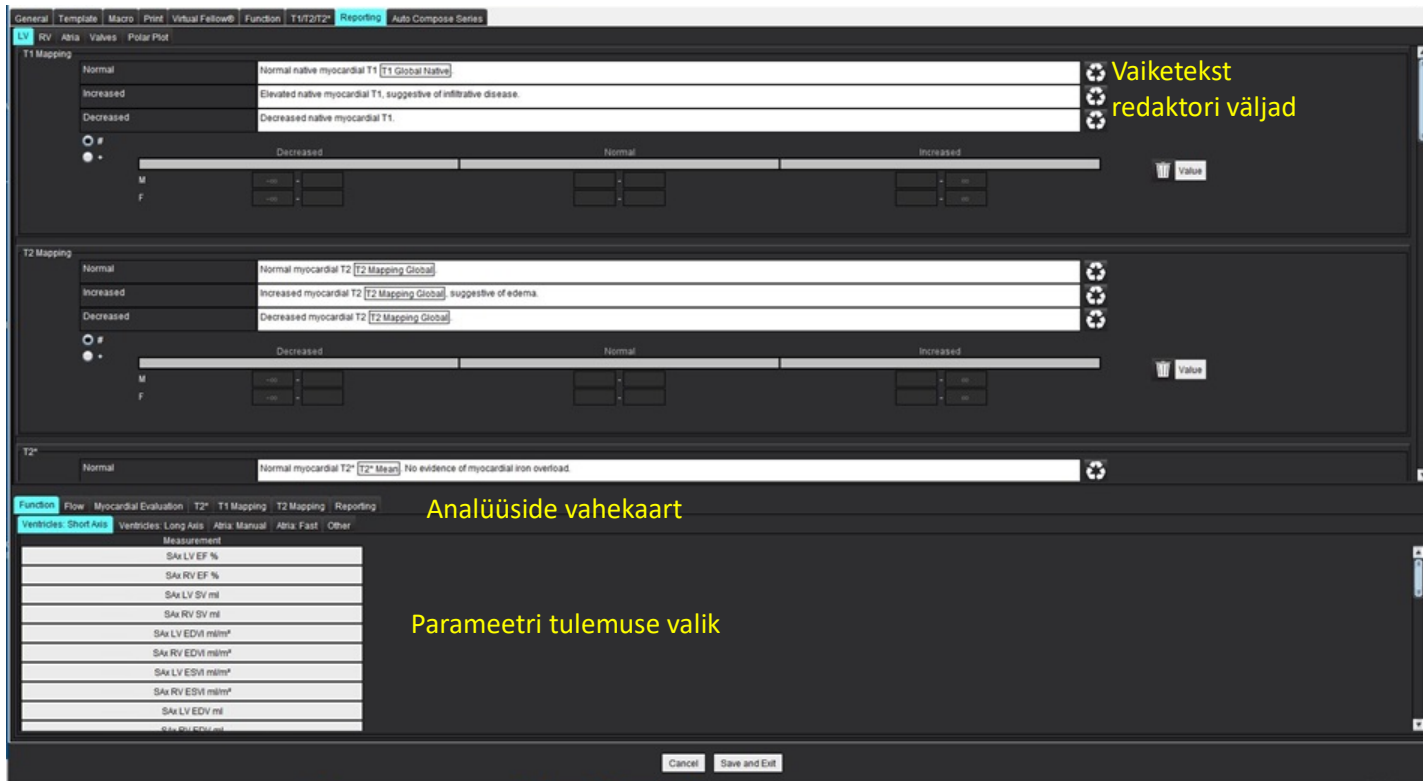 General Template Macro Print Virtual Fellow® Function T1/T2/T2* Reporting Auto Compose Series
LV RV Atria Valves Polar Plot
T1 Mapping
Normal Normal native myocardial T1 T1 Global Native.
Increased Elevated native myocardial T1, suggestive of infiltrative disease.
Decreased Decreased native myocardial T1.
Vaiketekst
redaktori väljad
#
Decreased Normal Increased
Value
M -∞ - - - ∞
F -∞ - - - ∞
T2 Mapping
Normal Normal myocardial T2 T2 Mapping Global.
Increased Increased myocardial T2 T2 Mapping Global, suggestive of edema.
Decreased Decreased myocardial T2 T2 Mapping Global.
#
Decreased Normal Increased
Value
M -∞ - - - ∞
F -∞ - - - ∞
T2*
Normal Normal myocardial T2* T2* Mean. No evidence of myocardial iron overload.
Function Flow Myocardial Evaluation T2* T1 Mapping T2 Mapping Reporting
Analüüside vahekaart
Ventricles: Short Axis Ventricles: Long Axis Atria: Manual Atria: Fast Other
Measurement
SAx LV EF %
SAx RV EF %
SAx LV SV ml
SAx RV SV ml
Parameetri tulemuse valik
SAx LV EDVI ml/m²
SAx RV EDVI ml/m²
SAx LV ESVI ml/m²
SAx RV ESVI ml/m²
SAx LV EDV ml
SAx RV EDV ml
Cancel Save and Exit